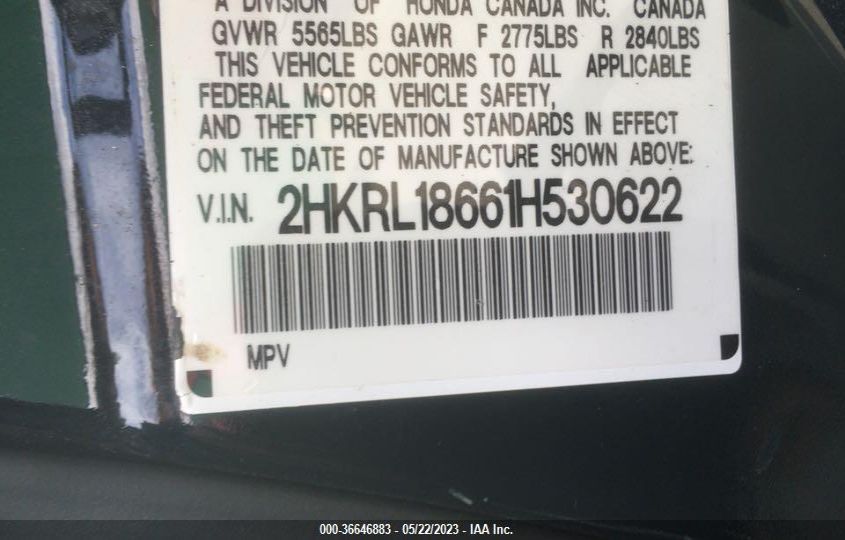 A DIVISION OF HONDA CANADA INC. CANADA
GVWR 5565LBS GAWR F 2775LBS R 2840LBS
THIS VEHICLE CONFORMS TO ALL APPLICABLE
FEDERAL MOTOR VEHICLE SAFETY,
AND THEFT PREVENTION STANDARDS IN EFFECT
ON THE DATE OF MANUFACTURE SHOWN ABOVE:
V.I.N. 2HKRL18661H530622
MPV
000-36646883 - 05/22/2023 - IAA Inc.